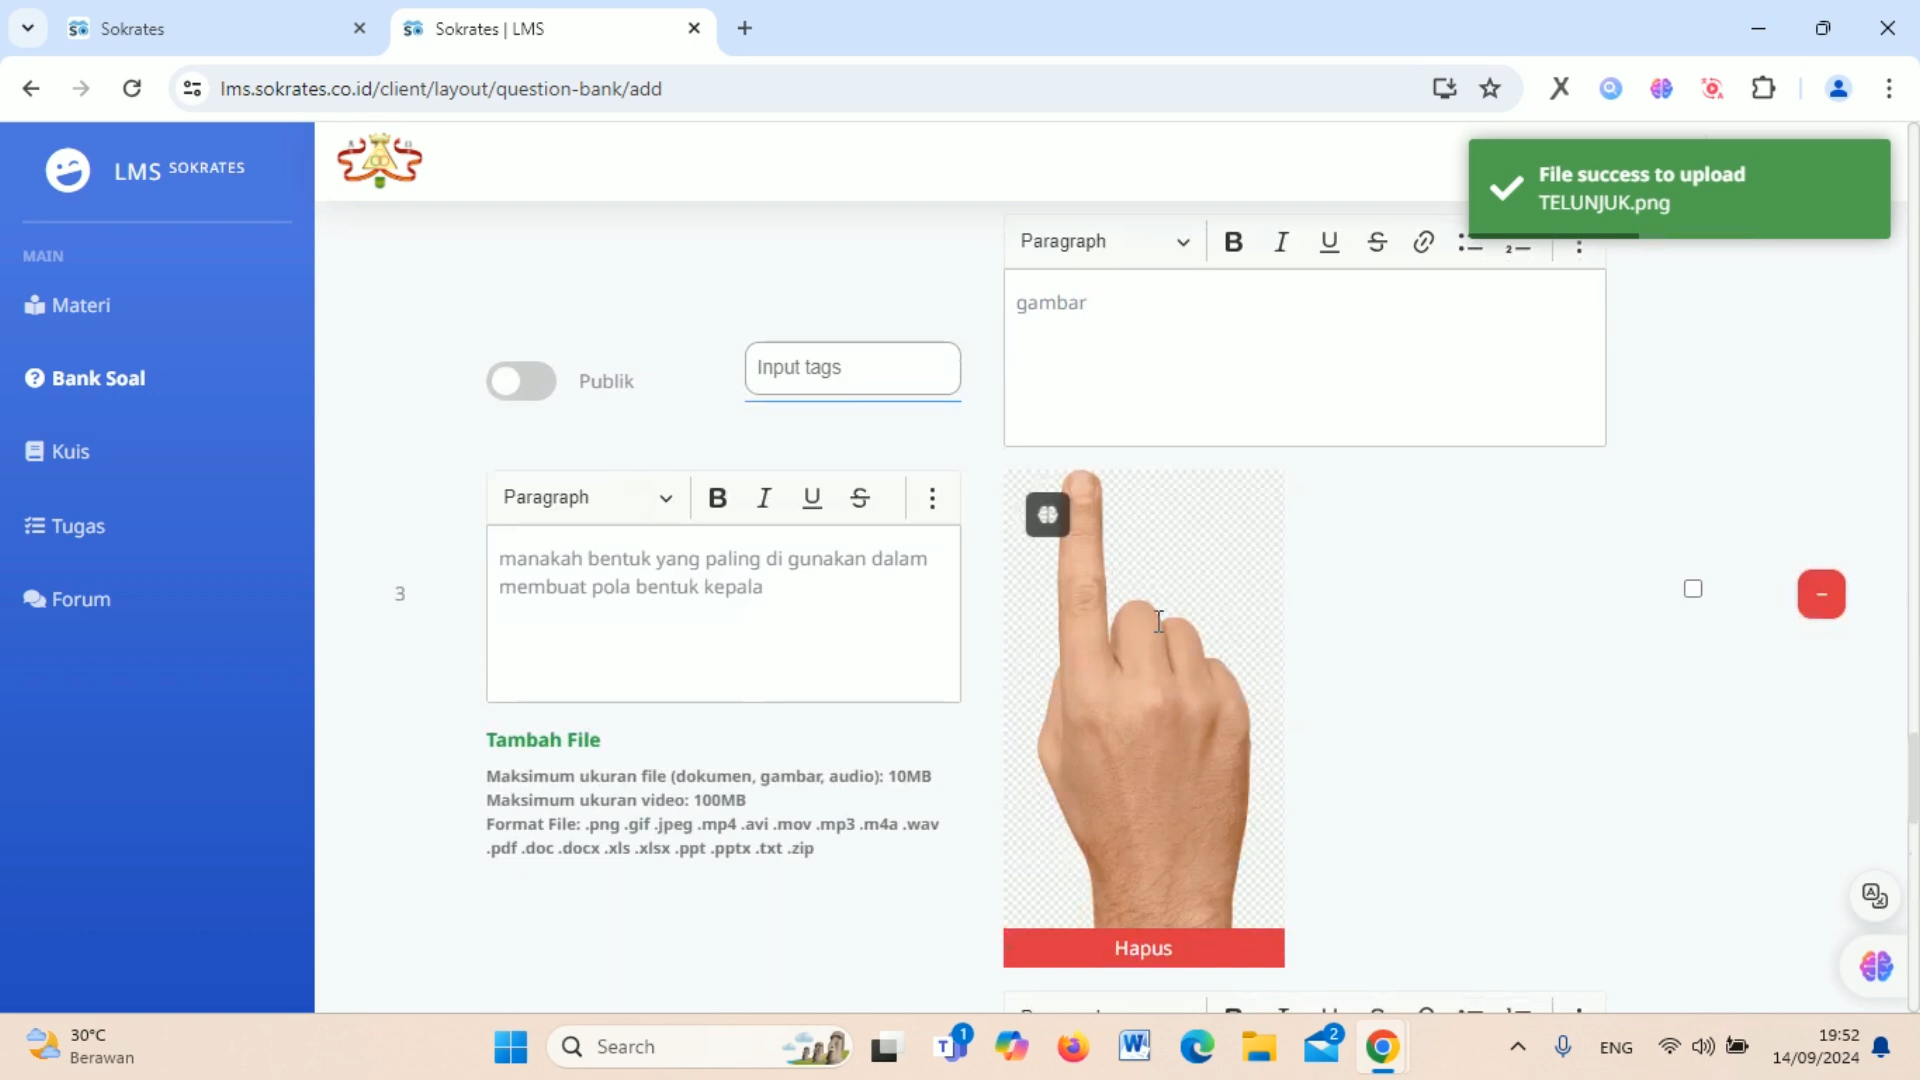 Sokrates
Sokrates | LMS
lms.sokrates.co.id/client/layout/question-bank/add
LMS SOKRATES
File success to upload
TELUNJUK.png
MAIN
Materi
Bank Soal
Kuis
Tugas
Forum
Paragraph
gambar
Publik
Input tags
3
Paragraph
manakah bentuk yang paling di gunakan dalam
membuat pola bentuk kepala
Tambah File
Maksimum ukuran file (dokumen, gambar, audio): 10MB
Maksimum ukuran video: 100MB
Format File: .png .gif .jpeg .mp4 .avi .mov .mp3 .m4a .wav
.pdf .doc .docx .xls .xlsx .ppt .pptx .txt .zip
Hapus
30°C
Berawan
Search
1
2
ENG
19:52
14/09/2024